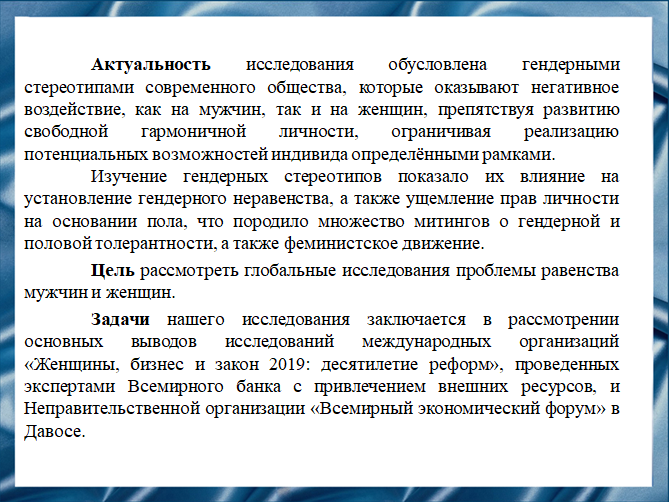 Актуальность исследования обусловлена гендерными
стереотипами современного общества, которые оказывают негативное
воздействие, как на мужчин, так и на женщин, препятствуя развитию
свободной гармоничной личности, ограничивая реализацию
потенциальных возможностей индивида определёнными рамками.
Изучение гендерных стереотипов показало их влияние на
установление гендерного неравенства, а также ущемление прав личности
на основании пола, что породило множество митингов о гендерной и
половой толерантности, а также феминистское движение.
Цель рассмотреть глобальные исследования проблемы равенства
мужчин и женщин.
Задачи нашего исследования заключается в рассмотрении
основных выводов исследований международных организаций
«Женщины, бизнес и закон 2019: десятилетие реформ», проведенных
экспертами Всемирного банка с привлечением внешних ресурсов, и
Неправительственной организации «Всемирный экономический форум» в
Давосе.